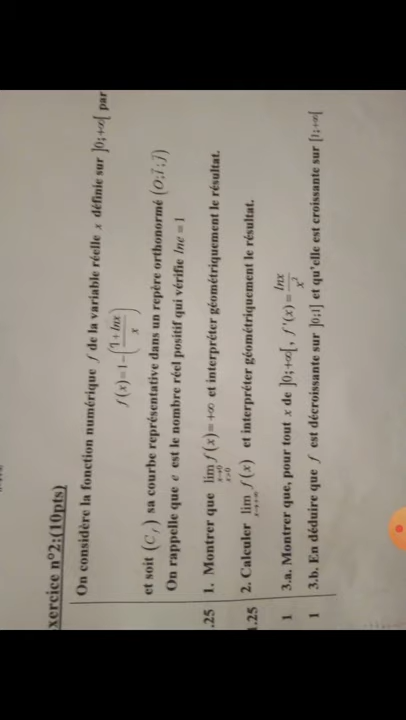 xercice n°2:(10pts)
On considère la fonction numérique f de la variable réelle x définie sur ]0;+∞[ par
f(x)=1-((1+lnx)/x)
et soit (C_f) sa courbe représentative dans un repère orthonormé (O;i⃗;j⃗)
On rappelle que e est le nombre réel positif qui vérifie lne=1
.25 1. Montrer que lim f(x)=+∞ et interpréter géométriquement le résultat.
x→0
x>0
1.25 2. Calculer lim f(x) et interpréter géométriquement le résultat.
x→+∞
1 3.a. Montrer que, pour tout x de ]0;+∞[, f'(x)=lnx/x²
1 3.b. En déduire que f est décroissante sur ]0;1] et qu'elle est croissante sur [1;+∞[